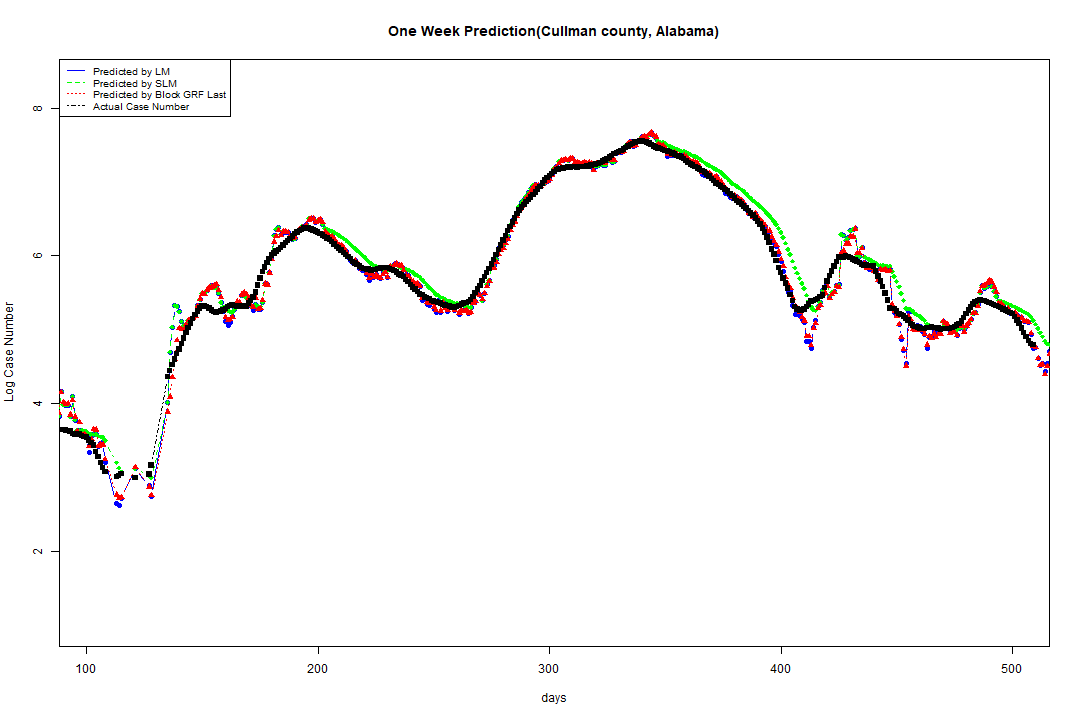 One Week Prediction(Cullman county, Alabama)
Predicted by LM
Predicted by SLM
Predicted by Block GRF Last
Actual Case Number
8
6
4
2
Log Case Number
100 200 300 400 500
days